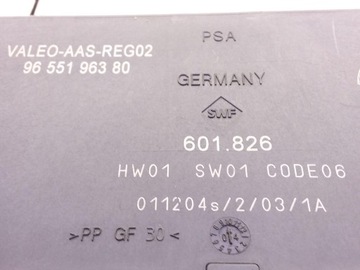 PSA
VALEO-AAS-REG02
96 551 963 80
GERMANY
SWF
601.826
HW01 SW01 CODE06
011204s/2/03/1A
>PP GF 30<